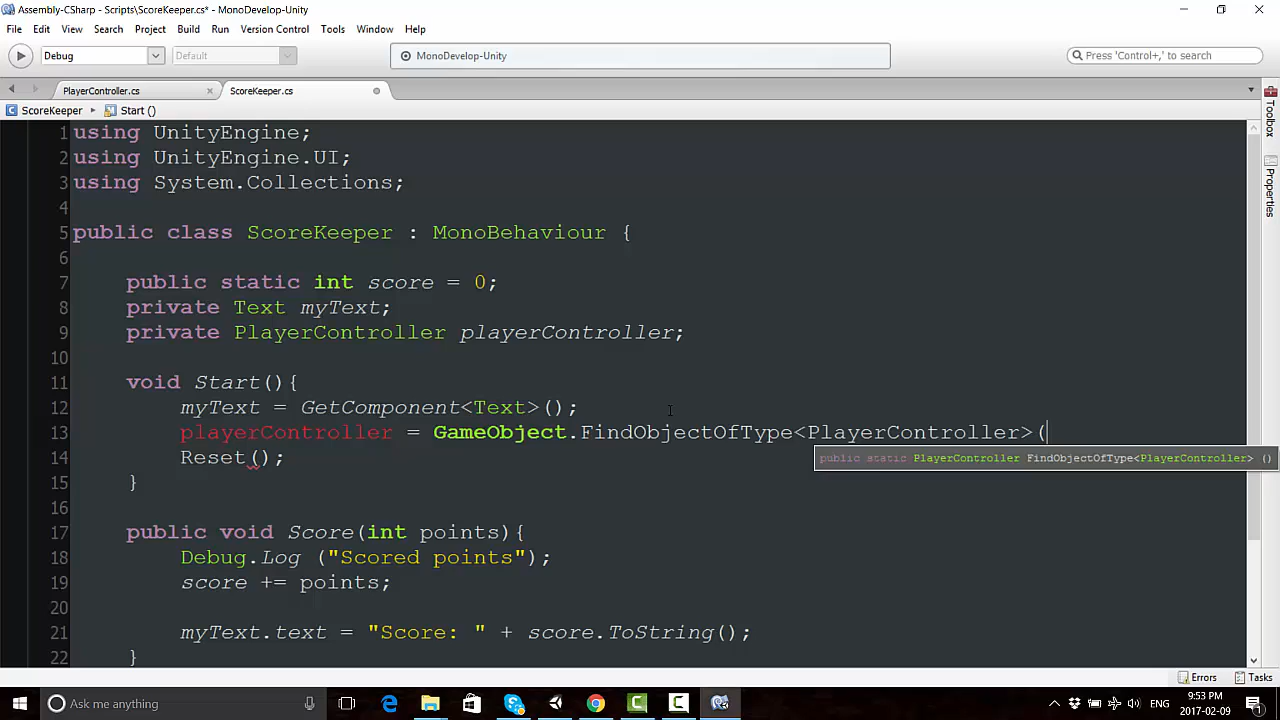 Assembly-CSharp - Scripts\ScoreKeeper.cs* - MonoDevelop-Unity
File Edit View Search Project Build Run Version Control Tools Window Help
Debug Default MonoDevelop-Unity Press 'Control+,' to search
PlayerController.cs ScoreKeeper.cs
ScoreKeeper Start ()
Toolbox
Properties
1 using UnityEngine;
2 using UnityEngine.UI;
3 using System.Collections;
4
5 public class ScoreKeeper : MonoBehaviour {
6
7 public static int score = 0;
8 private Text myText;
9 private PlayerController playerController;
10
11 void Start(){
12 myText = GetComponent<Text>();
13 playerController = GameObject.FindObjectOfType<PlayerController>(
public static PlayerController FindObjectOfType<PlayerController> ()
14 Reset();
15 }
16
17 public void Score(int points){
18 Debug.Log ("Scored points");
19 score += points;
20
21 myText.text = "Score: " + score.ToString();
22 }
Errors Tasks
Ask me anything
ENG
9:53 PM
2017-02-09